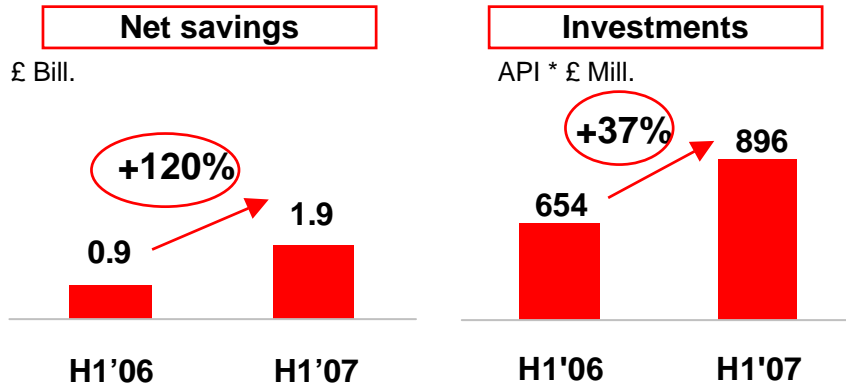 Net savings
£ Bill.
+120%
0.9
1.9
H1’06
H1’07
Investments
API * £ Mill.
+37%
654
896
H1'06
H1'07